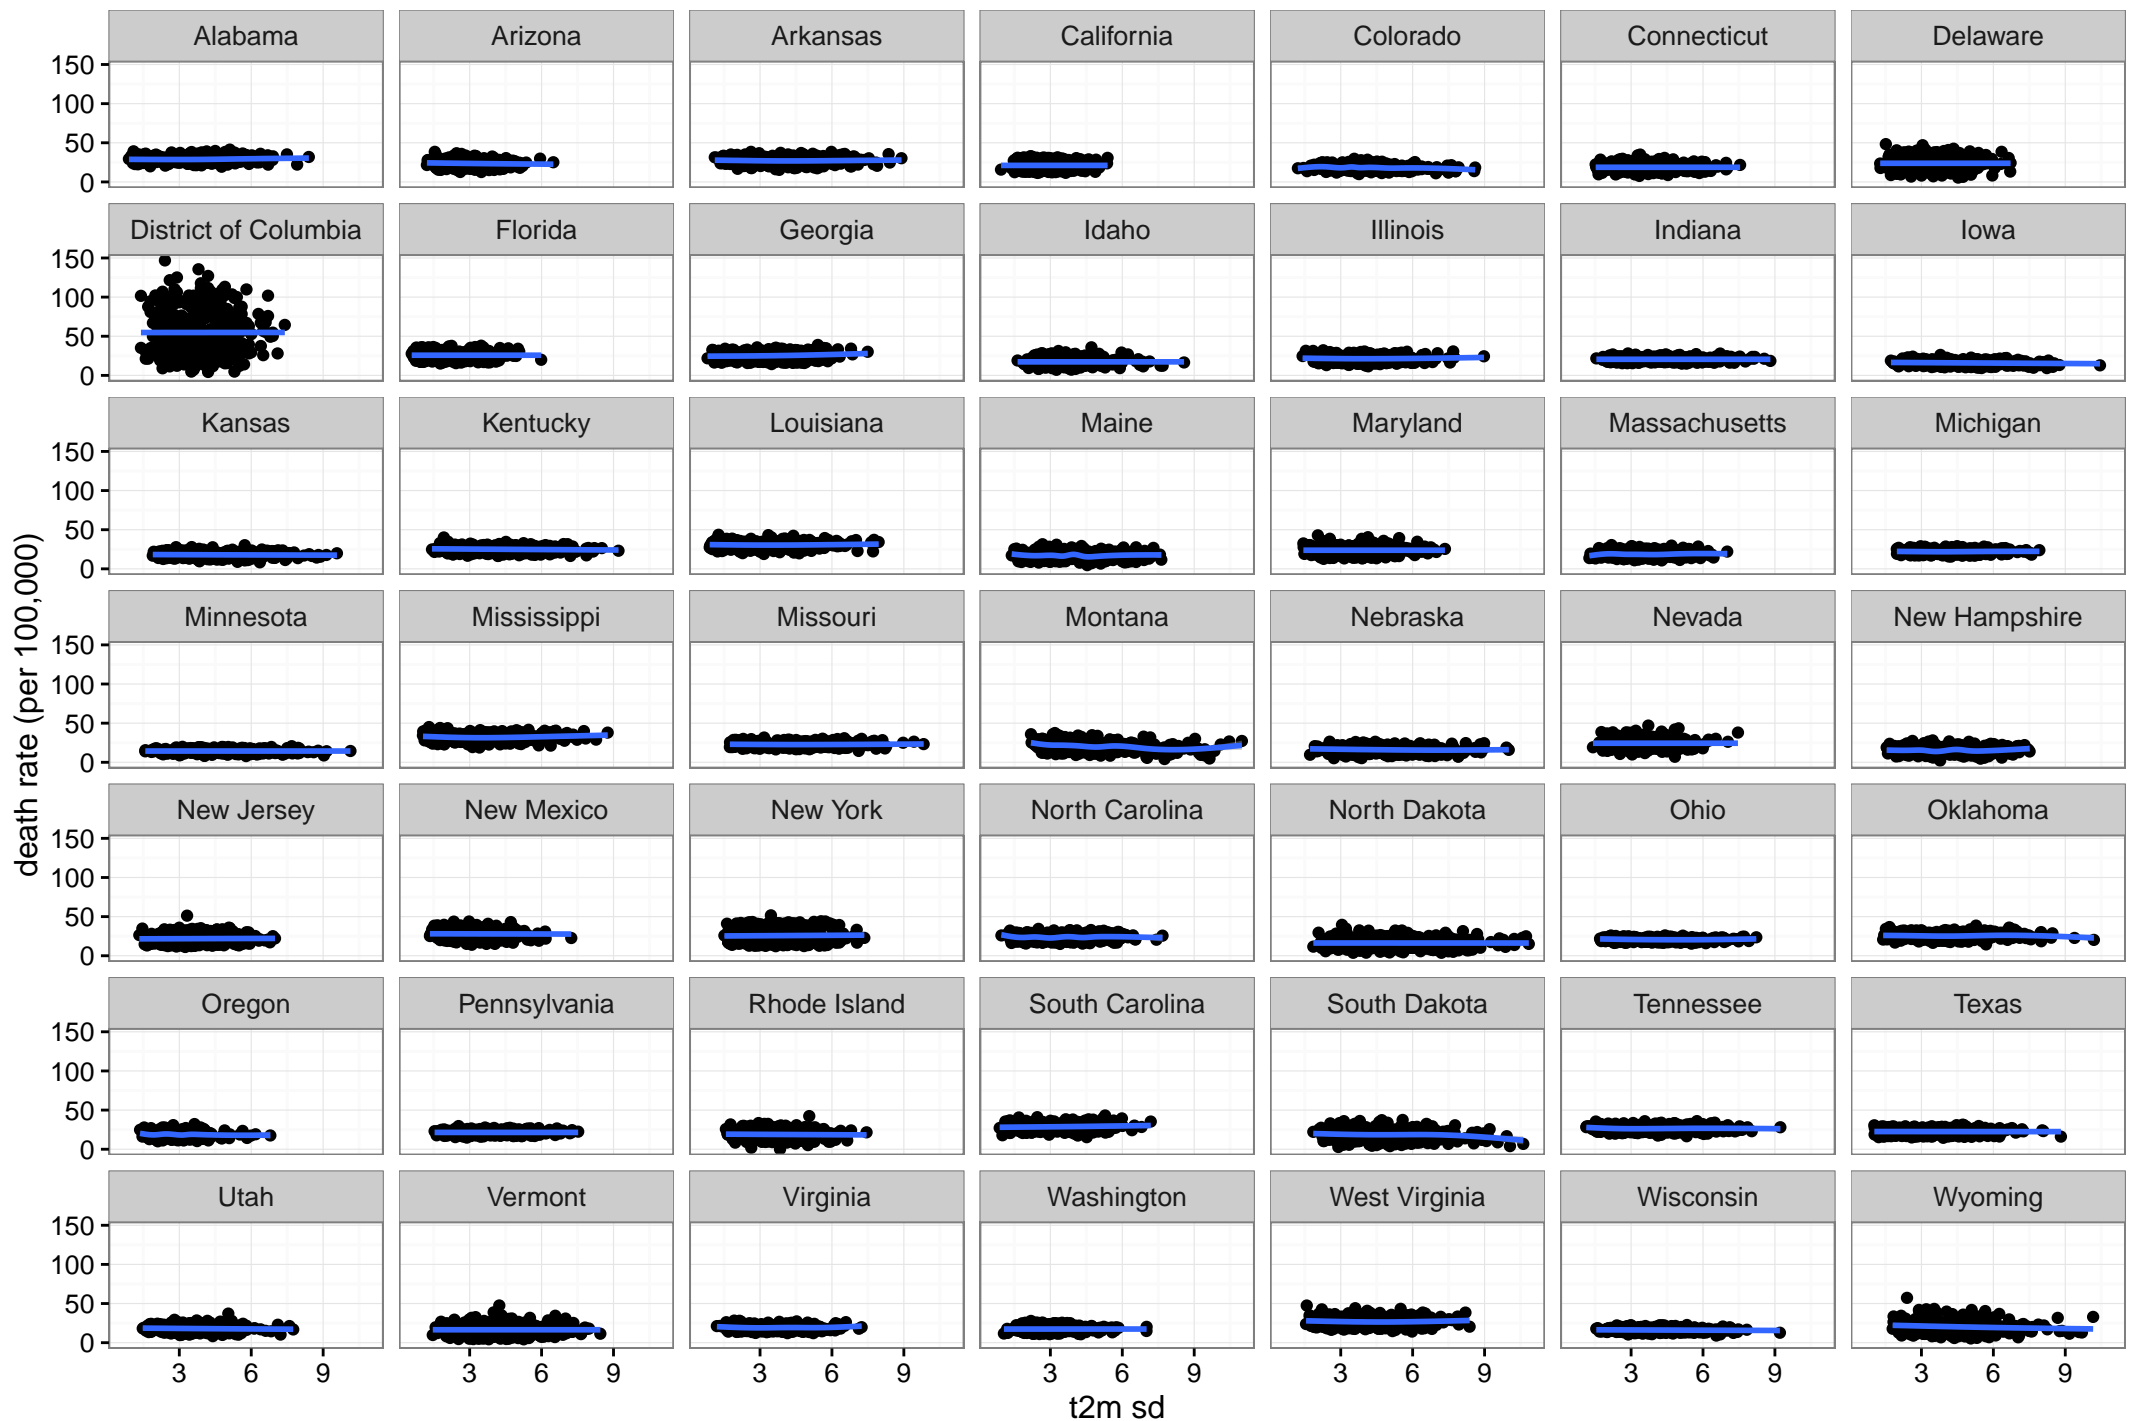 Alabama Arizona Arkansas California Colorado Connecticut Delaware
150
100
50
0
District of Columbia Florida Georgia Idaho Illinois Indiana Iowa
150
100
50
0
Kansas Kentucky Louisiana Maine Maryland Massachusetts Michigan
150
100
50
0
death rate (per 100,000)
Minnesota Mississippi Missouri Montana Nebraska Nevada New Hampshire
150
100
50
0
New Jersey New Mexico New York North Carolina North Dakota Ohio Oklahoma
150
100
50
0
Oregon Pennsylvania Rhode Island South Carolina South Dakota Tennessee Texas
150
100
50
0
Utah Vermont Virginia Washington West Virginia Wisconsin Wyoming
150
100
50
0
3 6 9 3 6 9 3 6 9 3 6 9 3 6 9 3 6 9 3 6 9
t2m sd